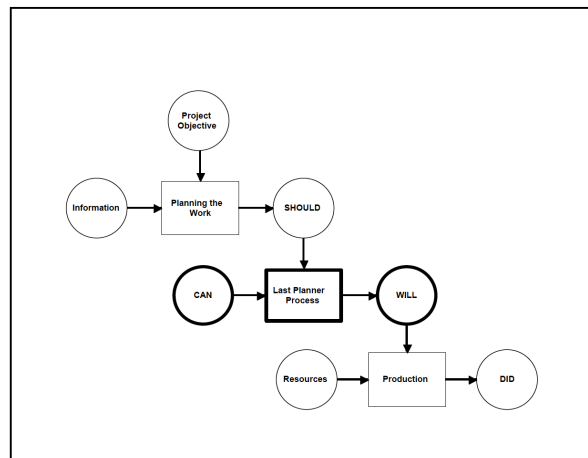 Project
Objective
Information
Planning the
Work
SHOULD
CAN
Last Planner
Process
WILL
Resources
Production
DID